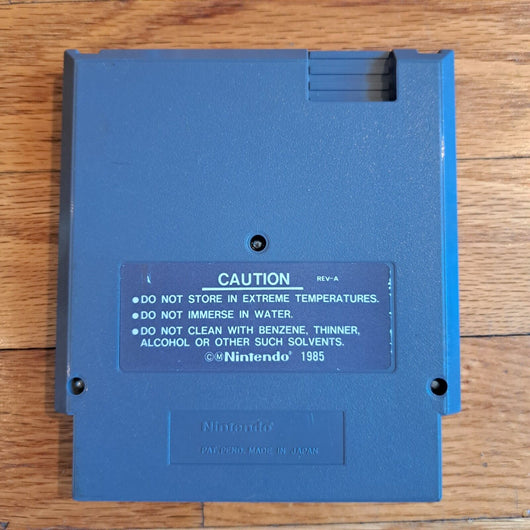 CAUTION REV-A
●DO NOT STORE IN EXTREME TEMPERATURES.
●DO NOT IMMERSE IN WATER.
●DO NOT CLEAN WITH BENZENE, THINNER,
ALCOHOL OR OTHER SUCH SOLVENTS.
©Ⓜ Nintendo® 1985
Nintendo®
PAT. PEND. MADE IN JAPAN